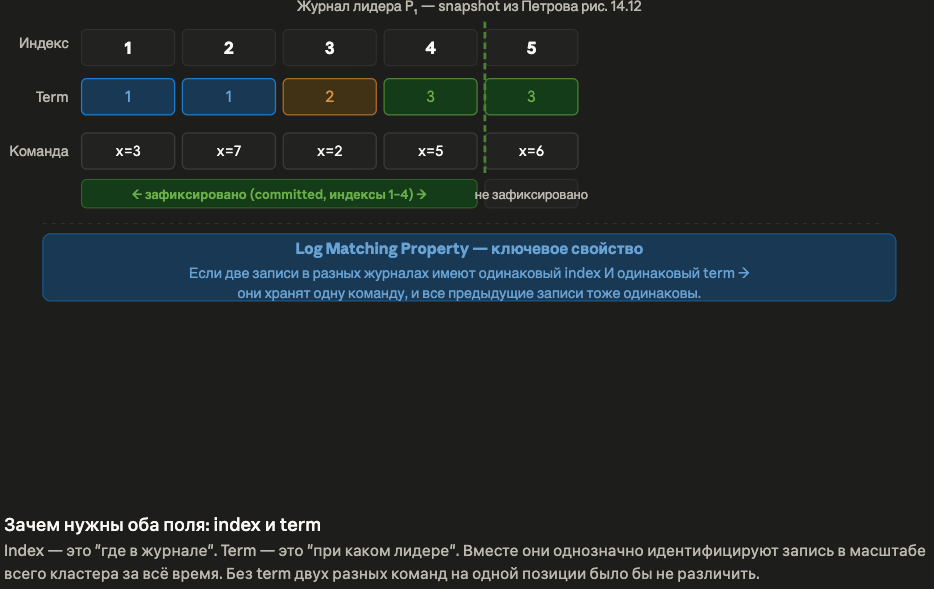 Журнал лидера P₁ — snapshot из Петрова рис. 14.12
Индекс 1 2 3 4 5
Term 1 1 2 3 3
Команда x=3 x=7 x=2 x=5 x=6
← зафиксировано (committed, индексы 1–4) → не зафиксировано
Log Matching Property — ключевое свойство
Если две записи в разных журналах имеют одинаковый index И одинаковый term →
они хранят одну команду, и все предыдущие записи тоже одинаковы.
Зачем нужны оба поля: index и term
Index — это "где в журнале". Term — это "при каком лидере". Вместе они однозначно идентифицируют запись в масштабе
всего кластера за всё время. Без term двух разных команд на одной позиции было бы не различить.